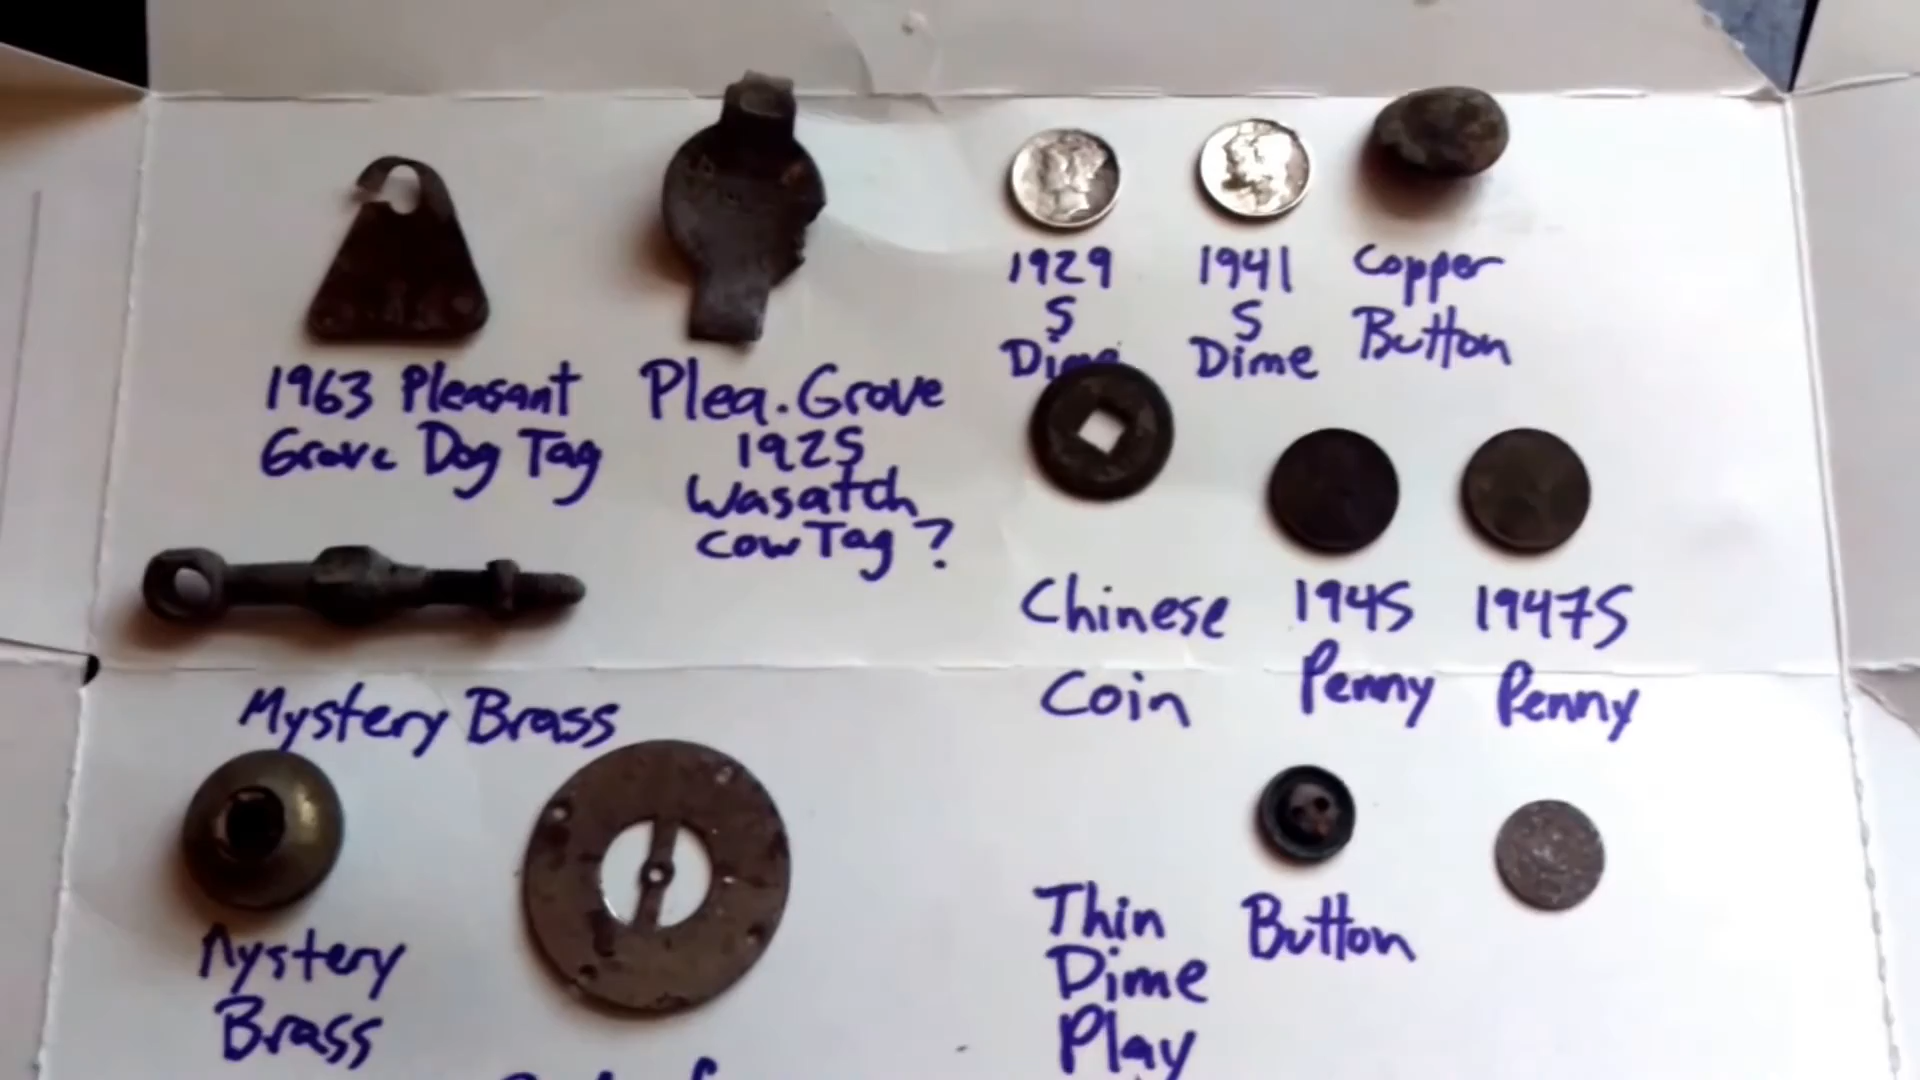 1963 Pleasant
Grove Dog Tag
Plea. Grove
1925
Wasatch
Cow Tag ?
1929
S
Dime
1941
S
Dime
Copper
Button
Chinese
Coin
1945
Penny
1947S
Penny
Mystery Brass
Mystery
Brass
Thin
Dime
Play
Button